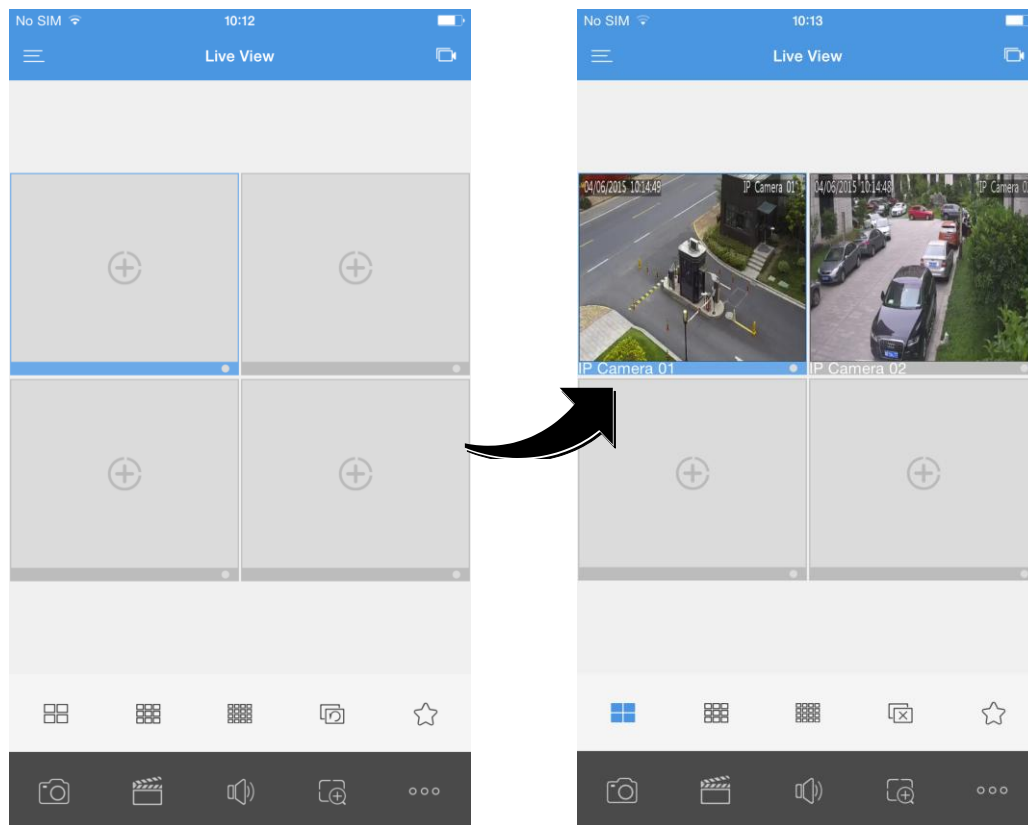 No SIM 10:12
Live View
No SIM 10:13
Live View
04/06/2015 10:14:49 IP Camera 01
04/06/2015 10:14:48 IP Camera
IP Camera 01
IP Camera 02